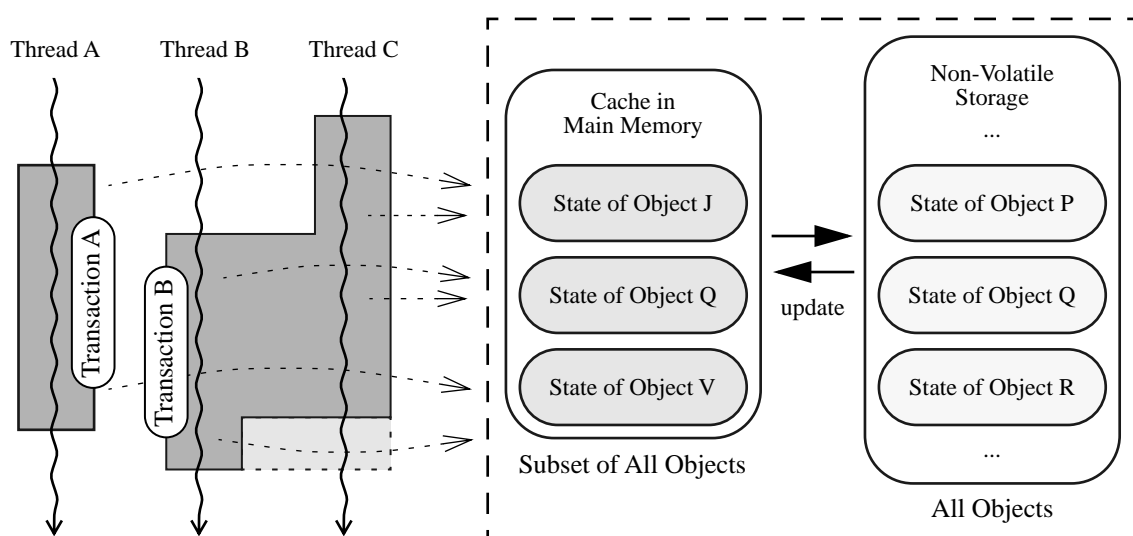 Thread A
Thread B
Thread C
Transaction A
Transaction B
Cache in
Main Memory
State of Object J
State of Object Q
State of Object V
Subset of All Objects
update
Non-Volatile
Storage
...
State of Object P
State of Object Q
State of Object R
...
All Objects